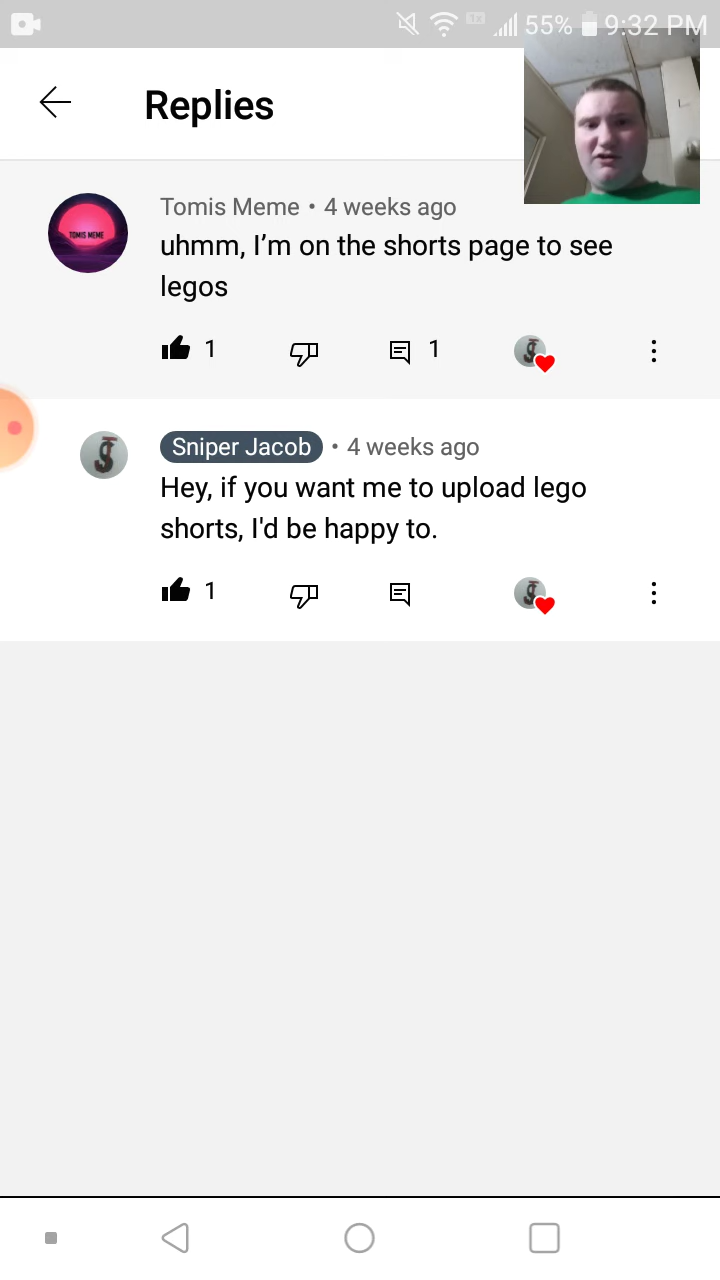 55% 9:32 PM
Replies
Tomis Meme • 4 weeks ago
TOMIS MEME
uhmm, I’m on the shorts page to see
legos
1
1
Sniper Jacob • 4 weeks ago
Hey, if you want me to upload lego
shorts, I'd be happy to.
1